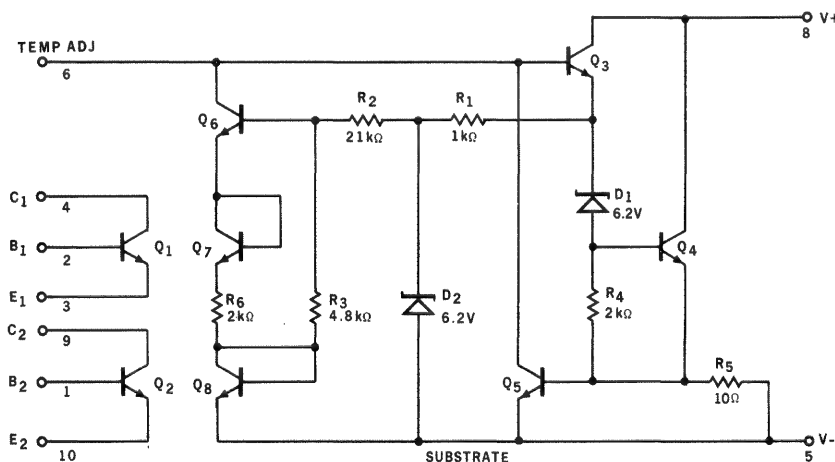 V+
8
TEMP ADJ
6
Q3
R2
21kΩ
R1
1kΩ
Q6
D1
6.2V
C1
4
B1
2
Q1
Q7
Q4
E1
3
R6
2kΩ
R3
4.8kΩ
D2
6.2V
R4
2kΩ
C2
9
B2
1
Q2
Q8
Q5
R5
10Ω
E2
10
SUBSTRATE
V-
5